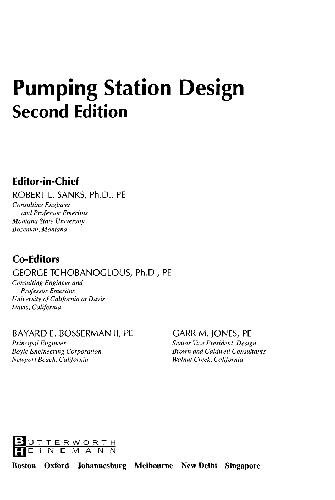 Pumping Station Design
Second Edition
Editor-in-Chief
ROBERT L. SANKS, Ph.D., PE
Consulting Engineer
and Professor Emeritus
Montana State University
Bozeman, Montana
Co-Editors
GEORGE TCHOBANOGLOUS, Ph.D., PE
Consulting Engineer and
Professor Emeritus
University of California at Davis
Davis, California
BAYARD E. BOSSERMAN II, PE
Principal Engineer
Boyle Engineering Corporation
Newport Beach, California
GARR M. JONES, PE
Senior Vice President, Design
Brown and Caldwell Consultants
Walnut Creek, California
BUTTERWORTH
HEINEMANN
Boston Oxford Johannesburg Melbourne New Delhi Singapore